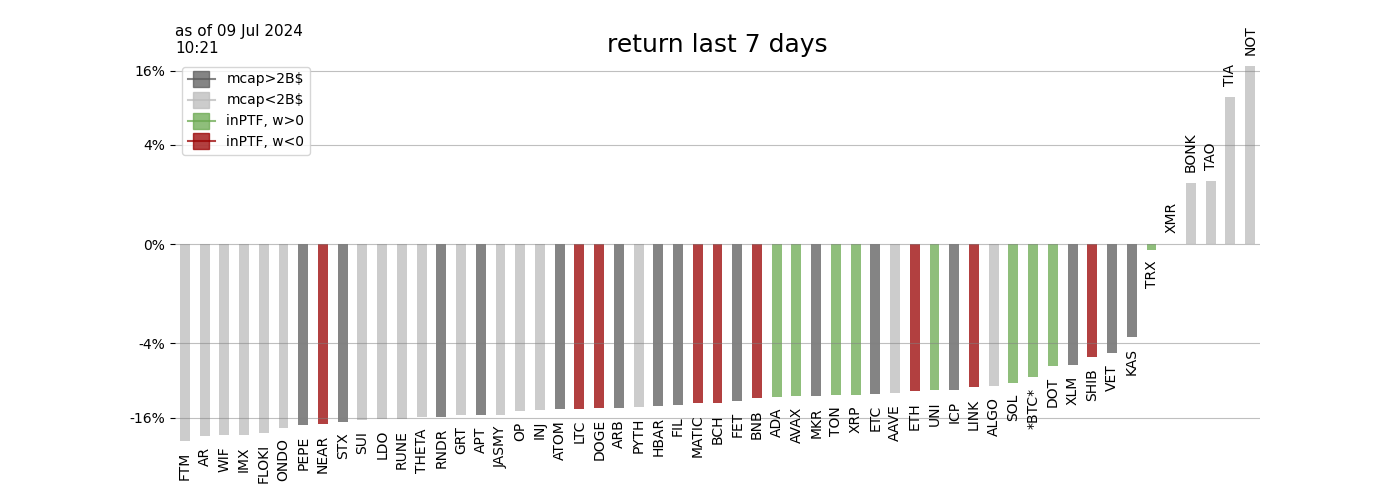 as of 09 Jul 2024
10:21
return last 7 days
mcap>2B$
mcap<2B$
inPTF, w>0
inPTF, w<0
16%
4%
0%
-4%
-16%
FTM
AR
WIF
IMX
FLOKI
ONDO
PEPE
NEAR
STX
SUI
LDO
RUNE
THETA
RNDR
GRT
APT
JASMY
OP
INJ
ATOM
LTC
DOGE
ARB
PYTH
HBAR
FIL
MATIC
BCH
FET
BNB
ADA
AVAX
MKR
TON
XRP
ETC
AAVE
ETH
UNI
ICP
LINK
ALGO
SOL
*BTC*
DOT
XLM
SHIB
VET
KAS
TRX
XMR
BONK
TAO
TIA
NOT